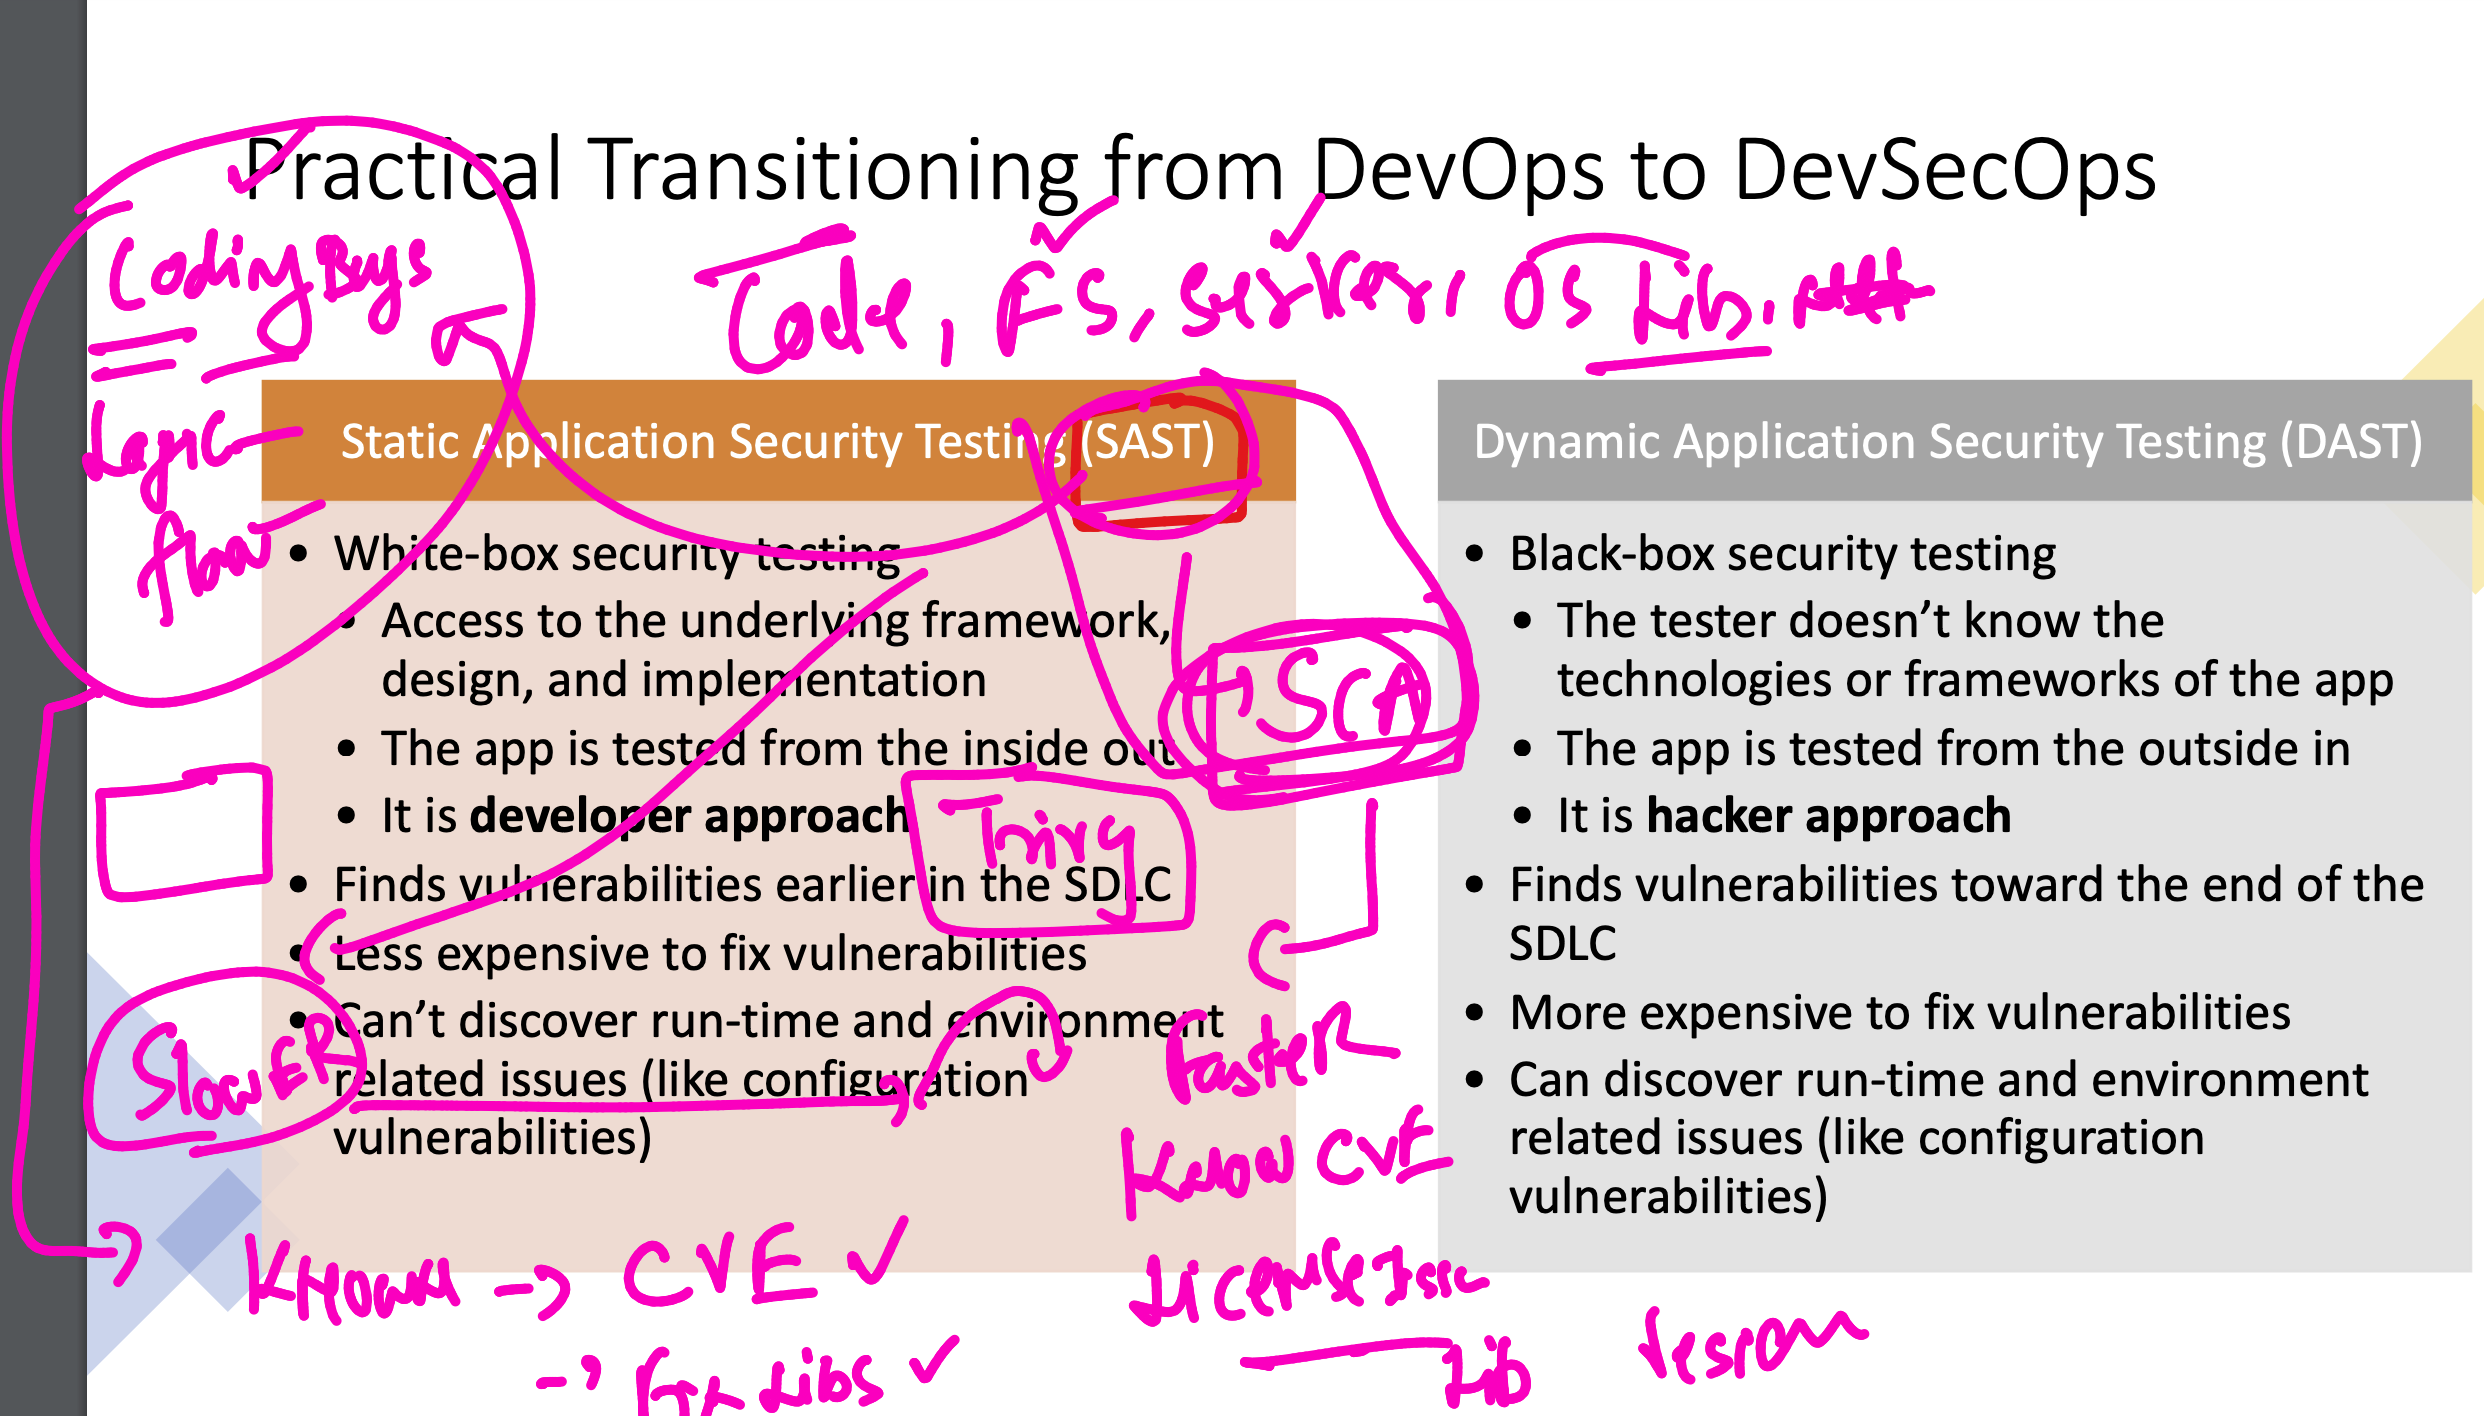 Practical Transitioning from DevOps to DevSecOps
Coding Bugs
Code, FS, Server, OS Lib,
Logic
flow
Static Application Security Testing (SAST)
• White-box security testing
• Access to the underlying framework,
design, and implementation
• The app is tested from the inside out
• It is developer approach
• Finds vulnerabilities earlier in the SDLC
• Less expensive to fix vulnerabilities
• Can’t discover run-time and environment
related issues (like configuration
vulnerabilities)
SCA
Trivy
SlowER
FasteR
Know CVE
License Issu
Lib
Known → CVE ✓
→ Libs ✓
Dynamic Application Security Testing (DAST)
• Black-box security testing
• The tester doesn’t know the
technologies or frameworks of the app
• The app is tested from the outside in
• It is hacker approach
• Finds vulnerabilities toward the end of the
SDLC
• More expensive to fix vulnerabilities
• Can discover run-time and environment
related issues (like configuration
vulnerabilities)